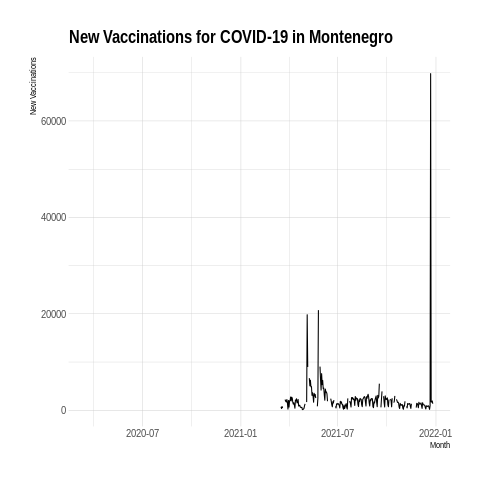 New Vaccinations for COVID-19 in Montenegro
New Vaccinations
60000
40000
20000
0
2020-07 2021-01 2021-07 2022-01
Month